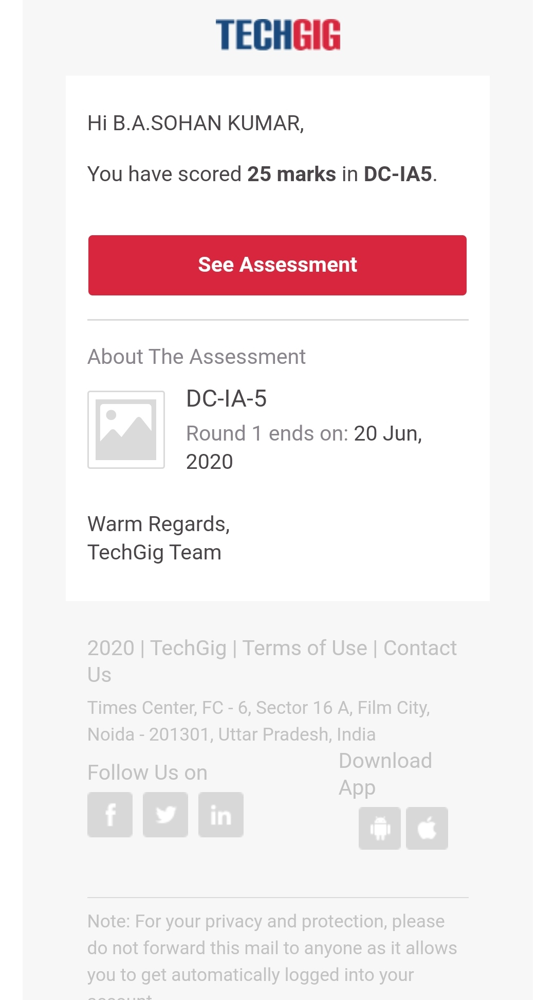 TECHGIG
Hi B.A.SOHAN KUMAR,
You have scored 25 marks in DC-IA5.
See Assessment
About The Assessment
DC-IA-5
Round 1 ends on: 20 Jun,
2020
Warm Regards,
TechGig Team
2020 | TechGig | Terms of Use | Contact
Us
Times Center, FC - 6, Sector 16 A, Film City,
Noida - 201301, Uttar Pradesh, India
Follow Us on
Download
App
f
in
Note: For your privacy and protection, please
do not forward this mail to anyone as it allows
you to get automatically logged into your